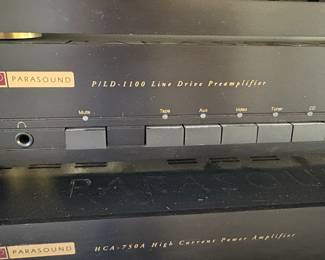 PARASOUND
P/LD-1100 Line Drive Preamplifier
Mute
Tape
Aux
Video
Tuner
CD
PARASOUN
PARASOUND
HCA-750A High Current Power Amplifier